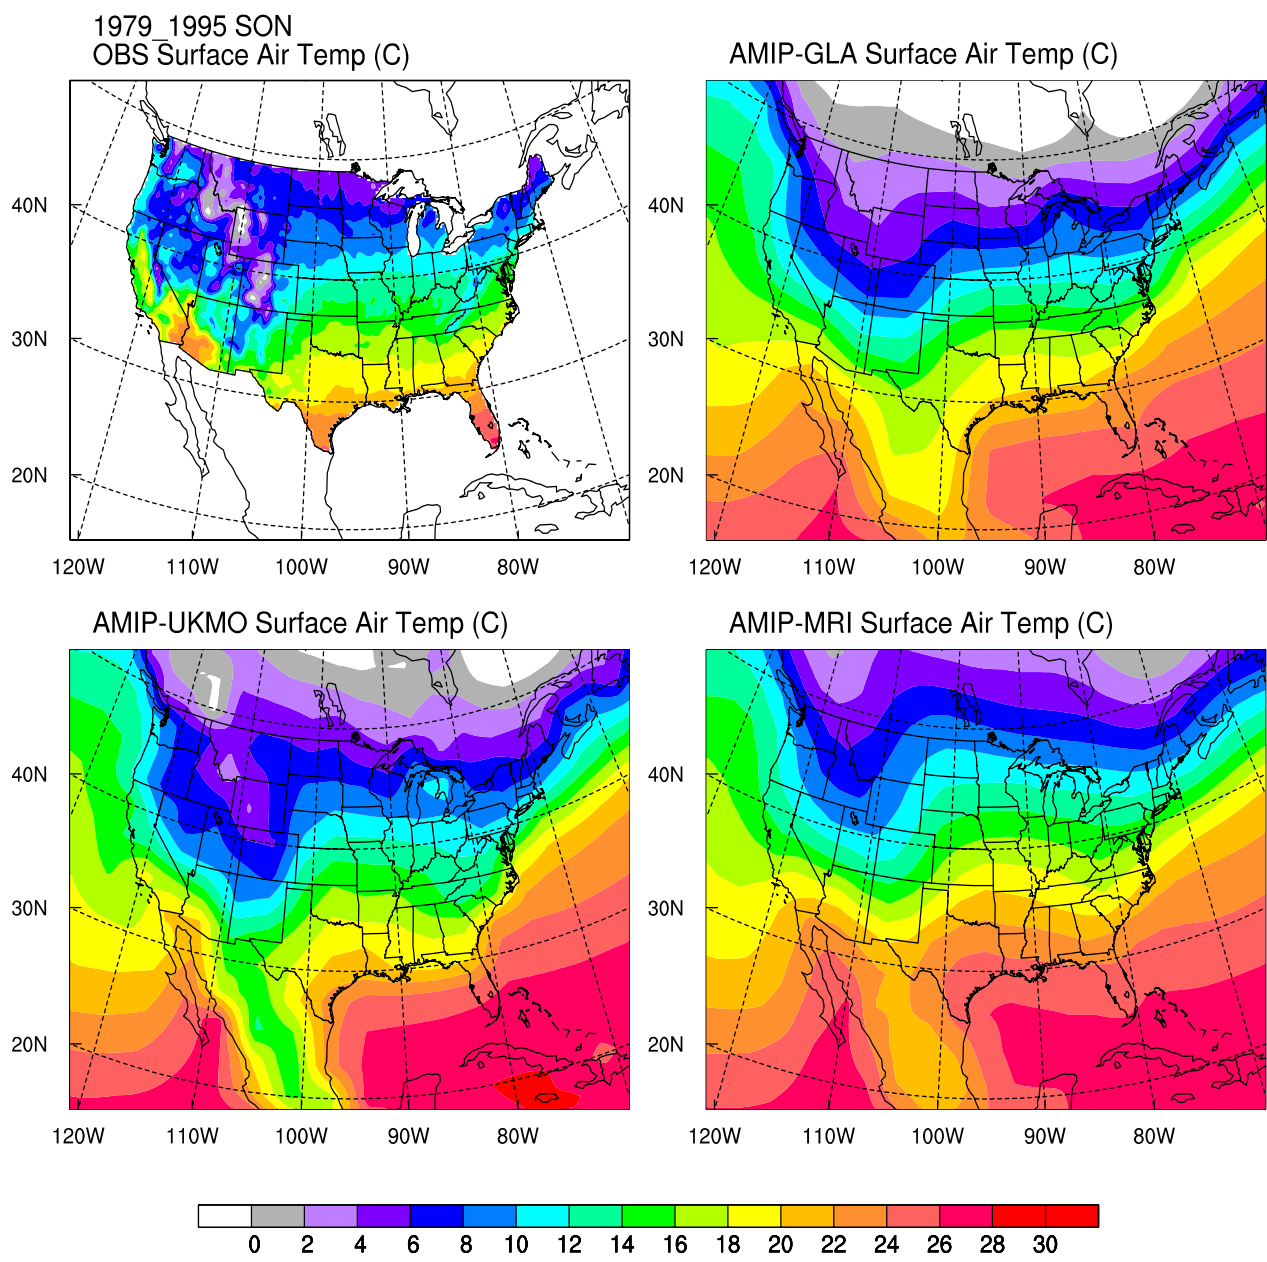 1979_1995 SON
OBS Surface Air Temp (C)
AMIP-GLA Surface Air Temp (C)
40N
30N
20N
120W 110W 100W 90W 80W
40N
30N
20N
120W 110W 100W 90W 80W
AMIP-UKMO Surface Air Temp (C)
AMIP-MRI Surface Air Temp (C)
40N
30N
20N
120W 110W 100W 90W 80W
40N
30N
20N
120W 110W 100W 90W 80W
0 2 4 6 8 10 12 14 16 18 20 22 24 26 28 30